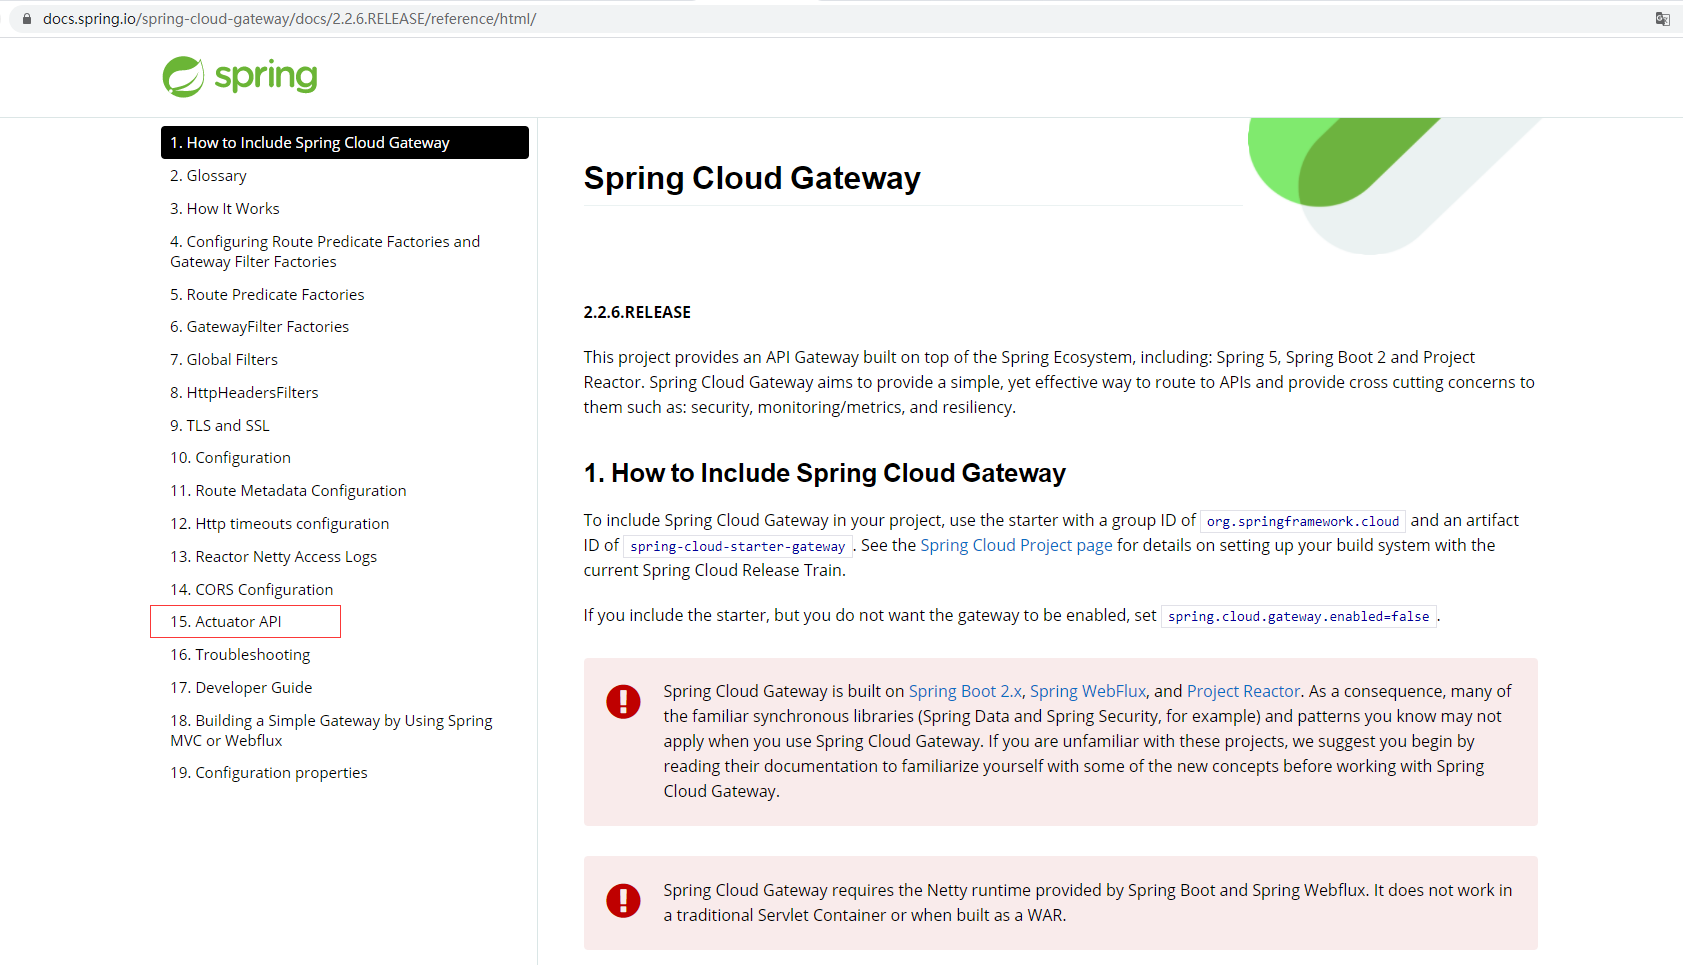 docs.spring.io/spring-cloud-gateway/docs/2.2.6.RELEASE/reference/html/
spring
1. How to Include Spring Cloud Gateway
2. Glossary
3. How It Works
4. Configuring Route Predicate Factories and
Gateway Filter Factories
5. Route Predicate Factories
6. GatewayFilter Factories
7. Global Filters
8. HttpHeadersFilters
9. TLS and SSL
10. Configuration
11. Route Metadata Configuration
12. Http timeouts configuration
13. Reactor Netty Access Logs
14. CORS Configuration
15. Actuator API
16. Troubleshooting
17. Developer Guide
18. Building a Simple Gateway by Using Spring
MVC or Webflux
19. Configuration properties
Spring Cloud Gateway
2.2.6.RELEASE
This project provides an API Gateway built on top of the Spring Ecosystem, including: Spring 5, Spring Boot 2 and Project
Reactor. Spring Cloud Gateway aims to provide a simple, yet effective way to route to APIs and provide cross cutting concerns to
them such as: security, monitoring/metrics, and resiliency.
1. How to Include Spring Cloud Gateway
To include Spring Cloud Gateway in your project, use the starter with a group ID of org.springframework.cloud and an artifact
ID of spring-cloud-starter-gateway. See the Spring Cloud Project page for details on setting up your build system with the
current Spring Cloud Release Train.
If you include the starter, but you do not want the gateway to be enabled, set spring.cloud.gateway.enabled=false.
Spring Cloud Gateway is built on Spring Boot 2.x, Spring WebFlux, and Project Reactor. As a consequence, many of
the familiar synchronous libraries (Spring Data and Spring Security, for example) and patterns you know may not
apply when you use Spring Cloud Gateway. If you are unfamiliar with these projects, we suggest you begin by
reading their documentation to familiarize yourself with some of the new concepts before working with Spring
Cloud Gateway.
Spring Cloud Gateway requires the Netty runtime provided by Spring Boot and Spring Webflux. It does not work in
a traditional Servlet Container or when built as a WAR.